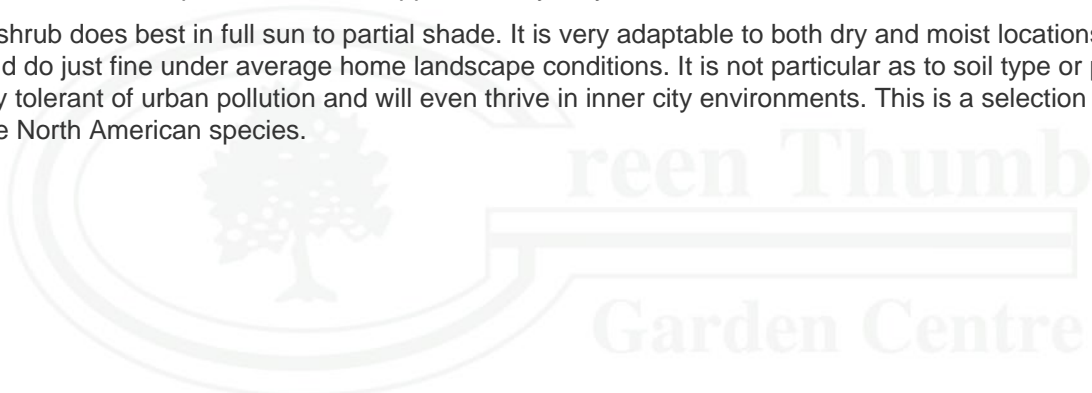 shrub does best in full sun to partial shade. It is very adaptable to both dry and moist locations
d do just fine under average home landscape conditions. It is not particular as to soil type or
y tolerant of urban pollution and will even thrive in inner city environments. This is a selection
e North American species.
reen Thumb
Garden Centre